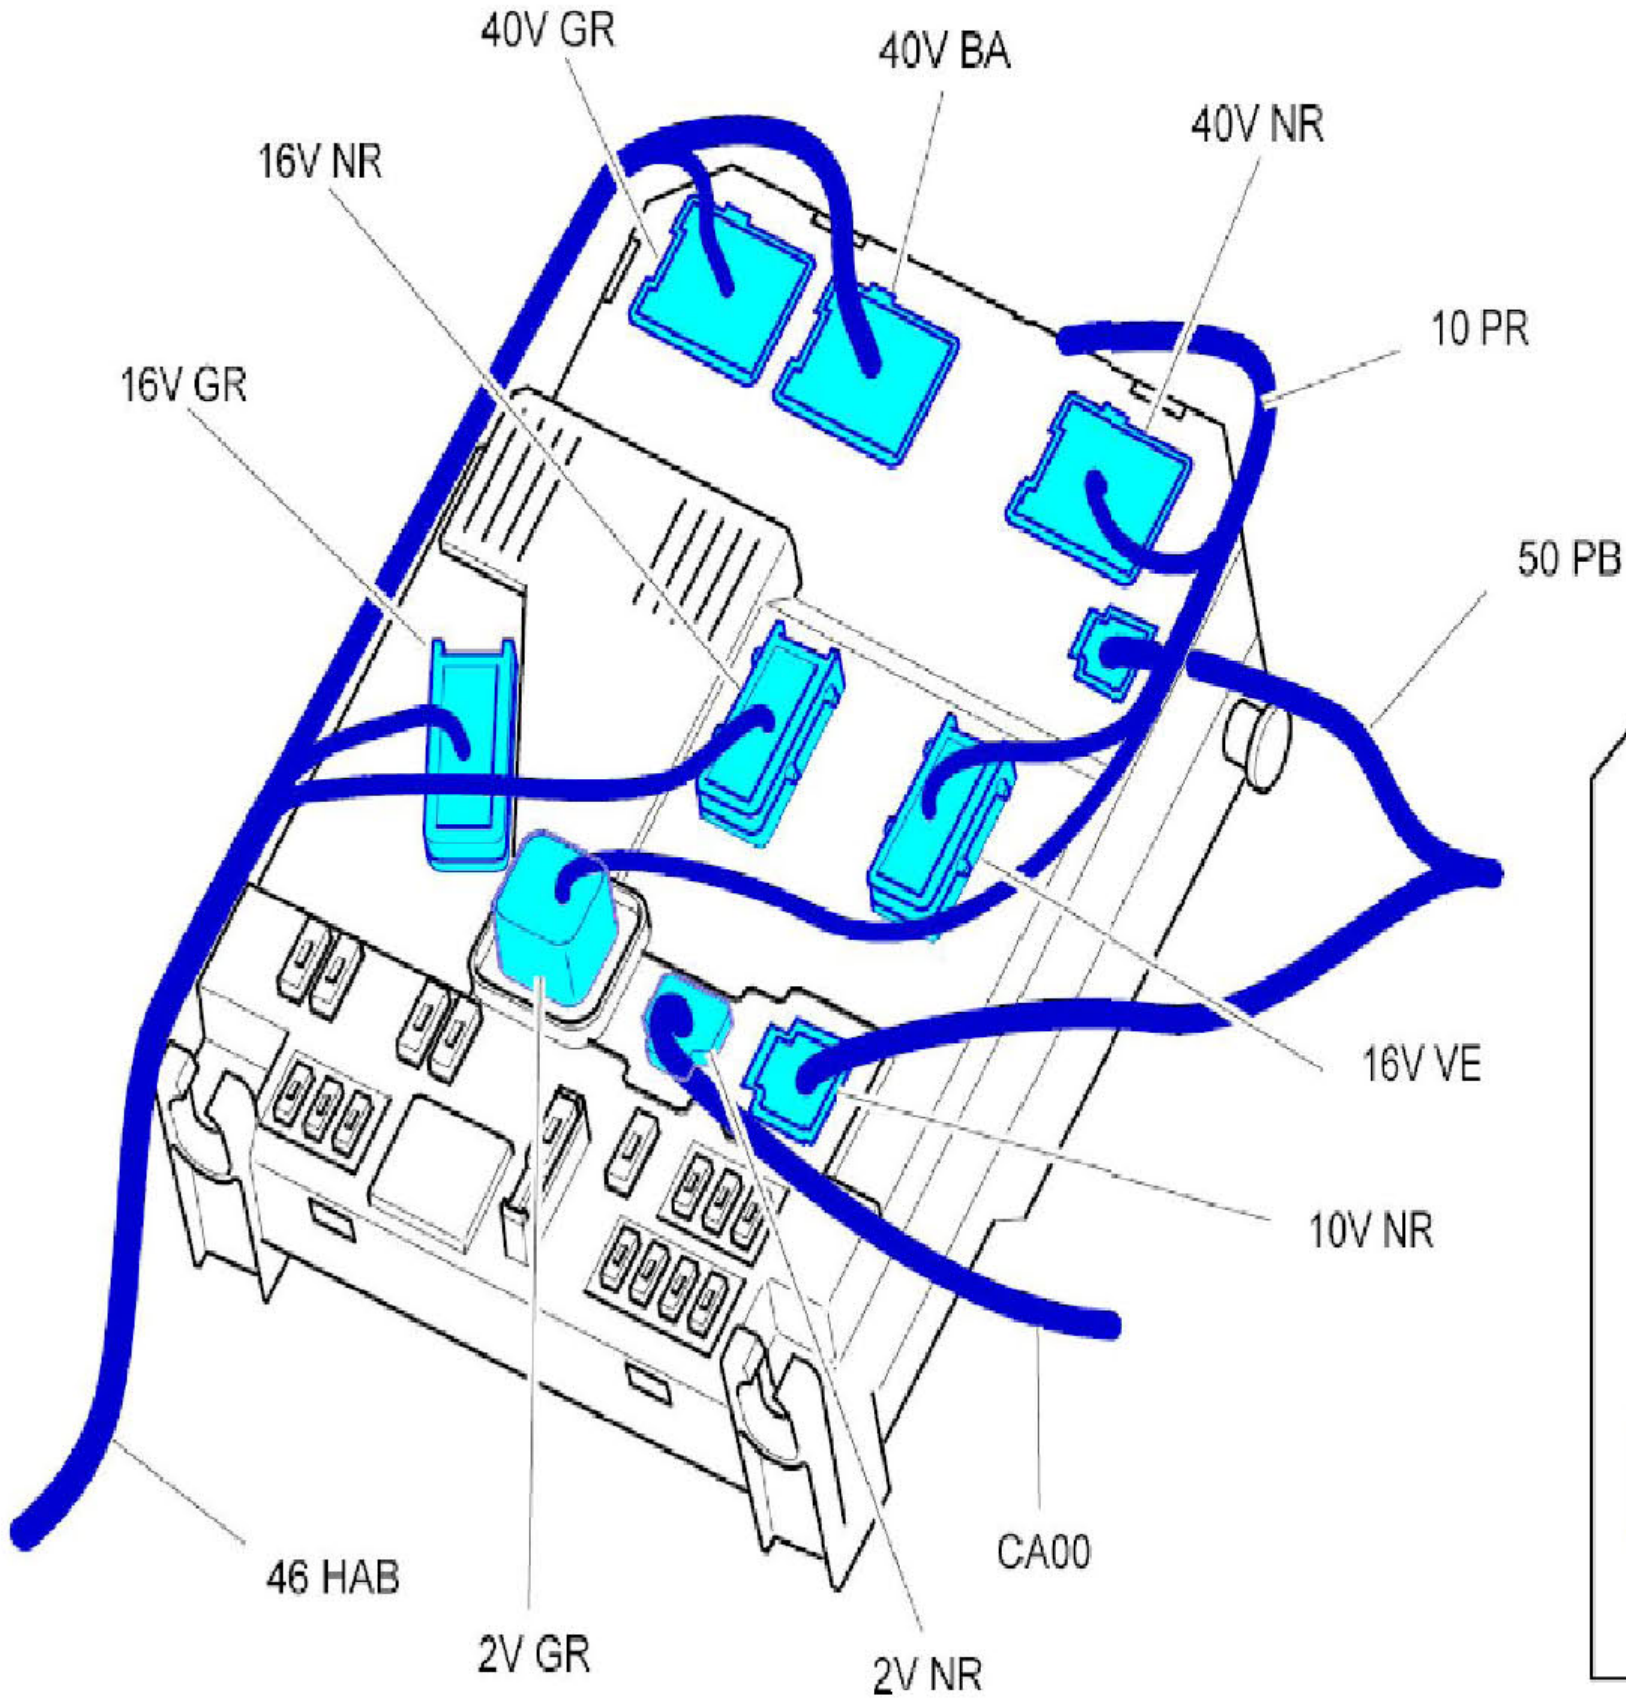 40V GR
40V BA
40V NR
16V NR
10 PR
16V GR
50 PB
16V VE
10V NR
CA00
46 HAB
2V GR
2V NR